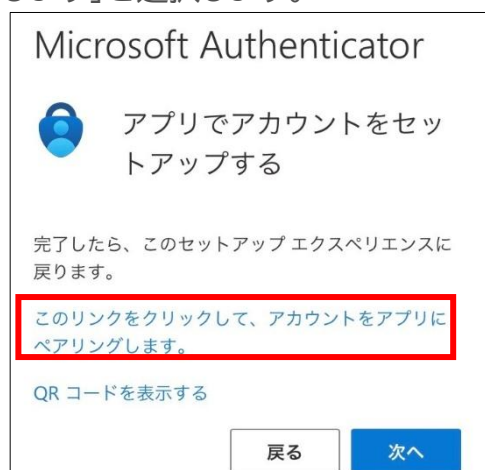 します」を選択します。
Microsoft Authenticator
アプリでアカウントをセッ
トアップする
完了したら、このセットアップ エクスペリエンスに
戻ります。
このリンクをクリックして、アカウントをアプリに
ペアリングします。
QR コードを表示する
戻る 次へ